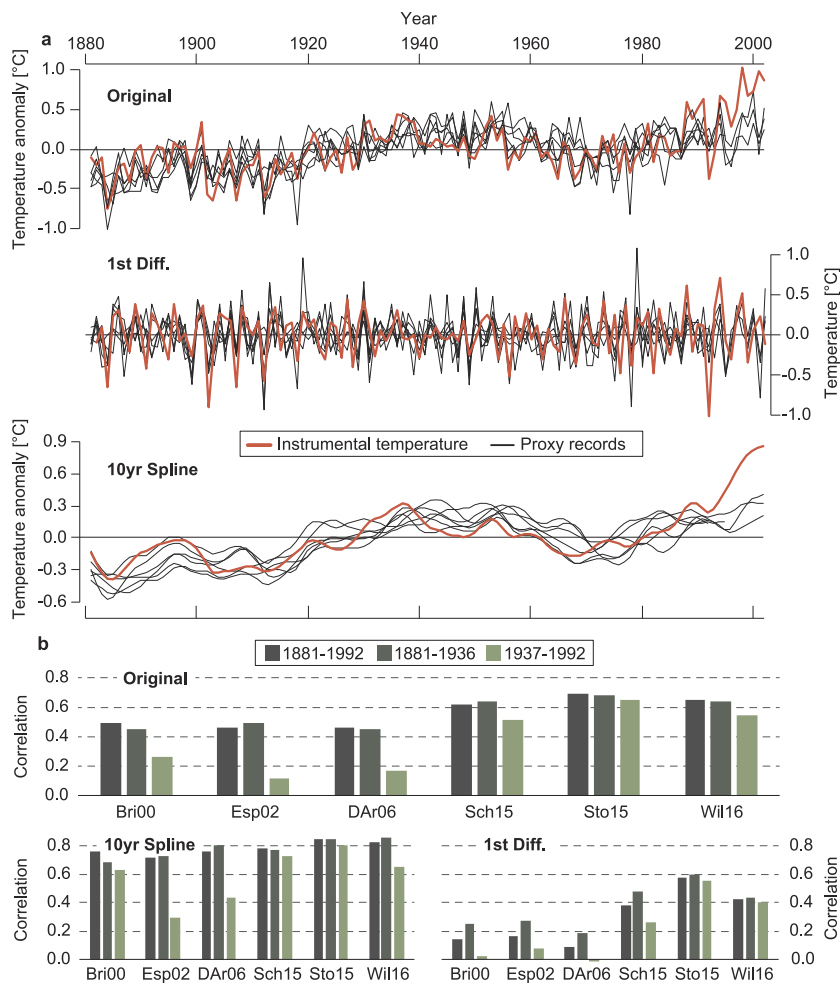 Year
a 1880 1900 1920 1940 1960 1980 2000
Temperature anomaly [°C]
1.0
0.5
0.0
-0.5
-1.0
Original
1st Diff.
1.0
0.5
0.0
-0.5
-1.0
Temperature [°C]
Temperature anomaly [°C]
0.9
0.6
0.3
0.0
-0.3
-0.6
Instrumental temperature Proxy records
10yr Spline
b
1881-1992 1881-1936 1937-1992
Original
Correlation
0.8
0.6
0.4
0.2
0.0
Bri00 Esp02 DAr06 Sch15 Sto15 Wil16
10yr Spline
Correlation
0.8
0.6
0.4
0.2
0.0
Bri00 Esp02 DAr06 Sch15 Sto15 Wil16
1st Diff.
0.8
0.6
0.4
0.2
0.0
Correlation
Bri00 Esp02 DAr06 Sch15 Sto15 Wil16